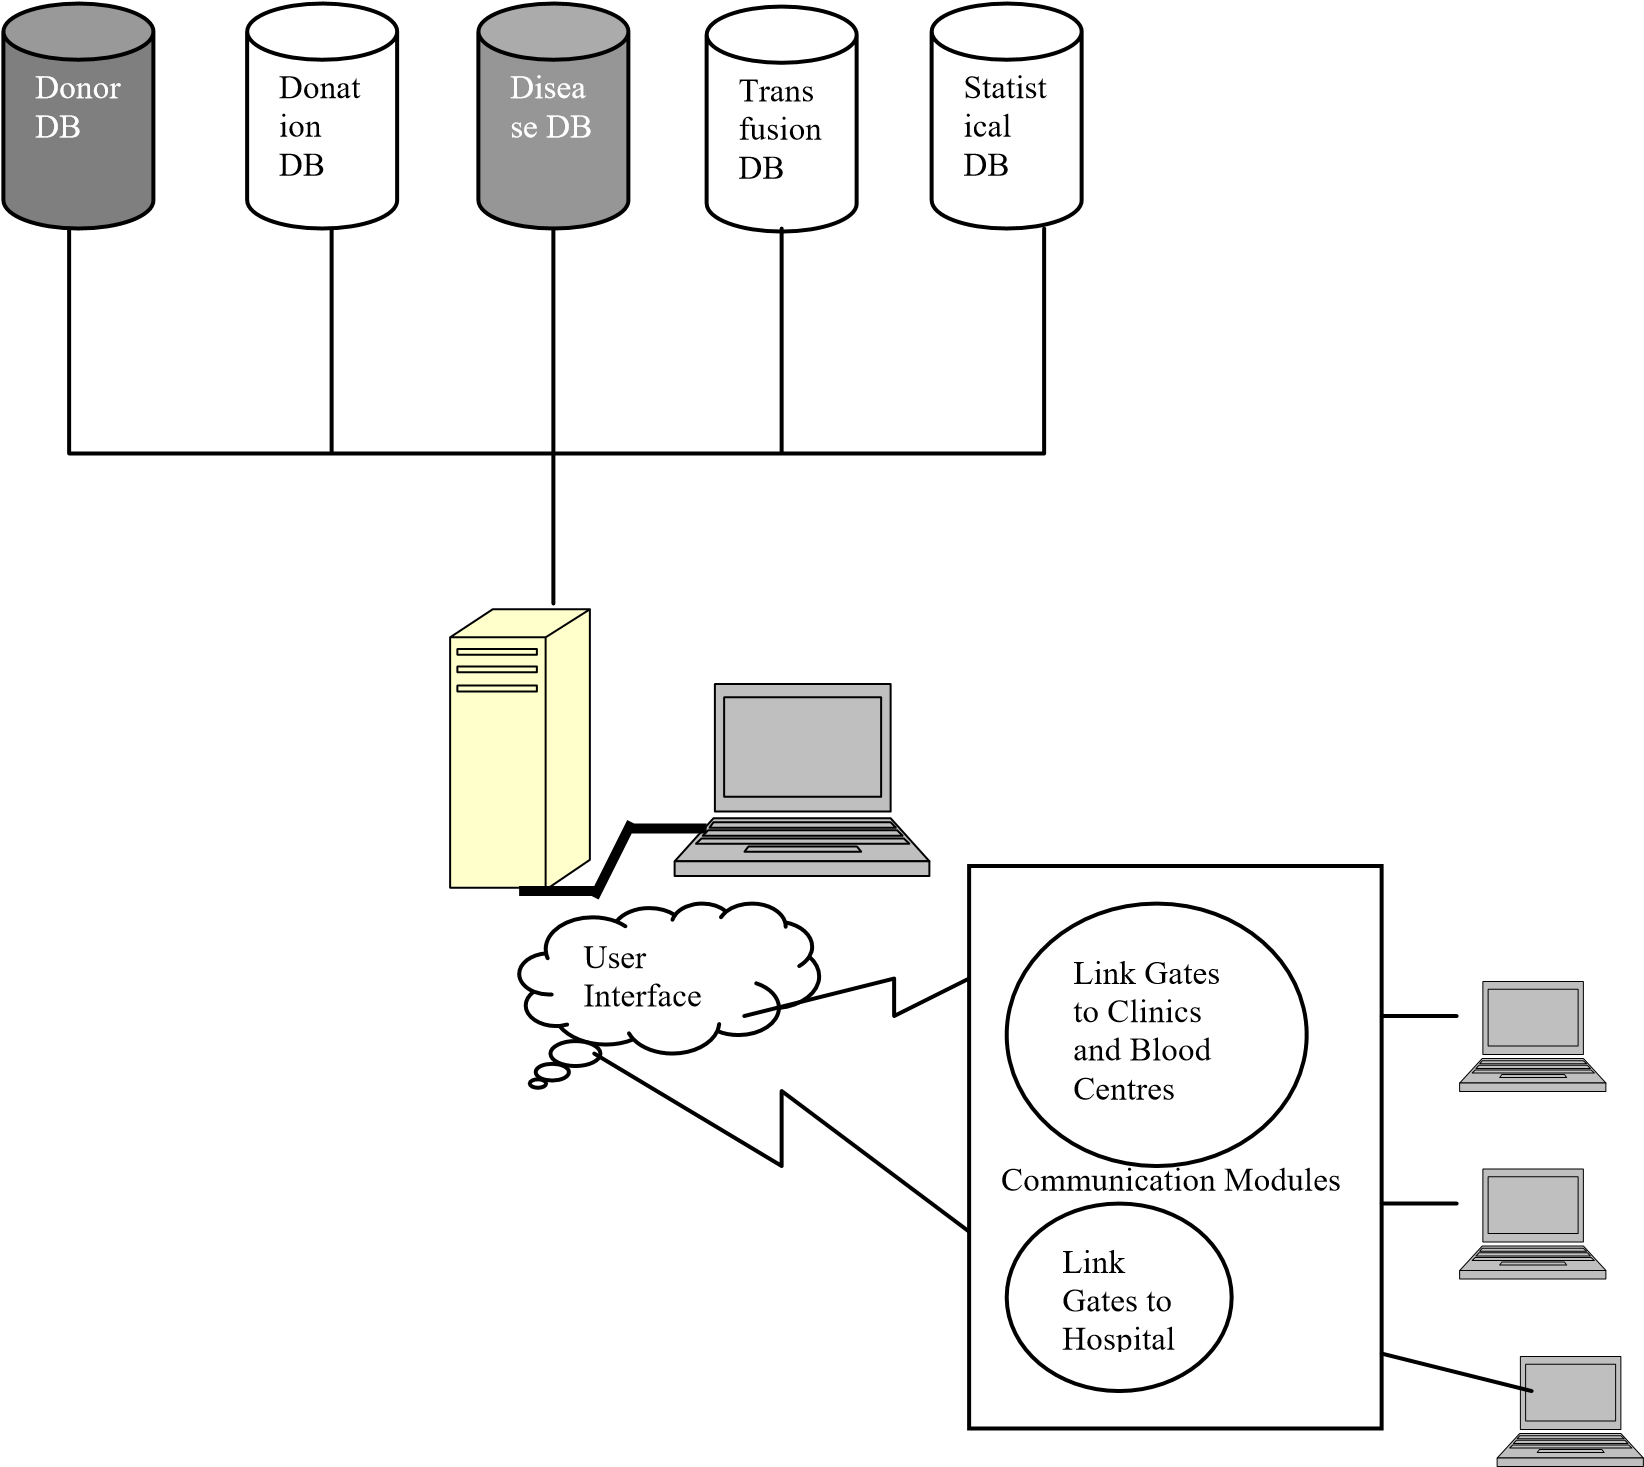 Donor
DB
Donat
ion
DB
Disea
se DB
Trans
fusion
DB
Statist
ical
DB
User
Interface
Link Gates
to Clinics
and Blood
Centres
Communication Modules
Link
Gates to
Hospital